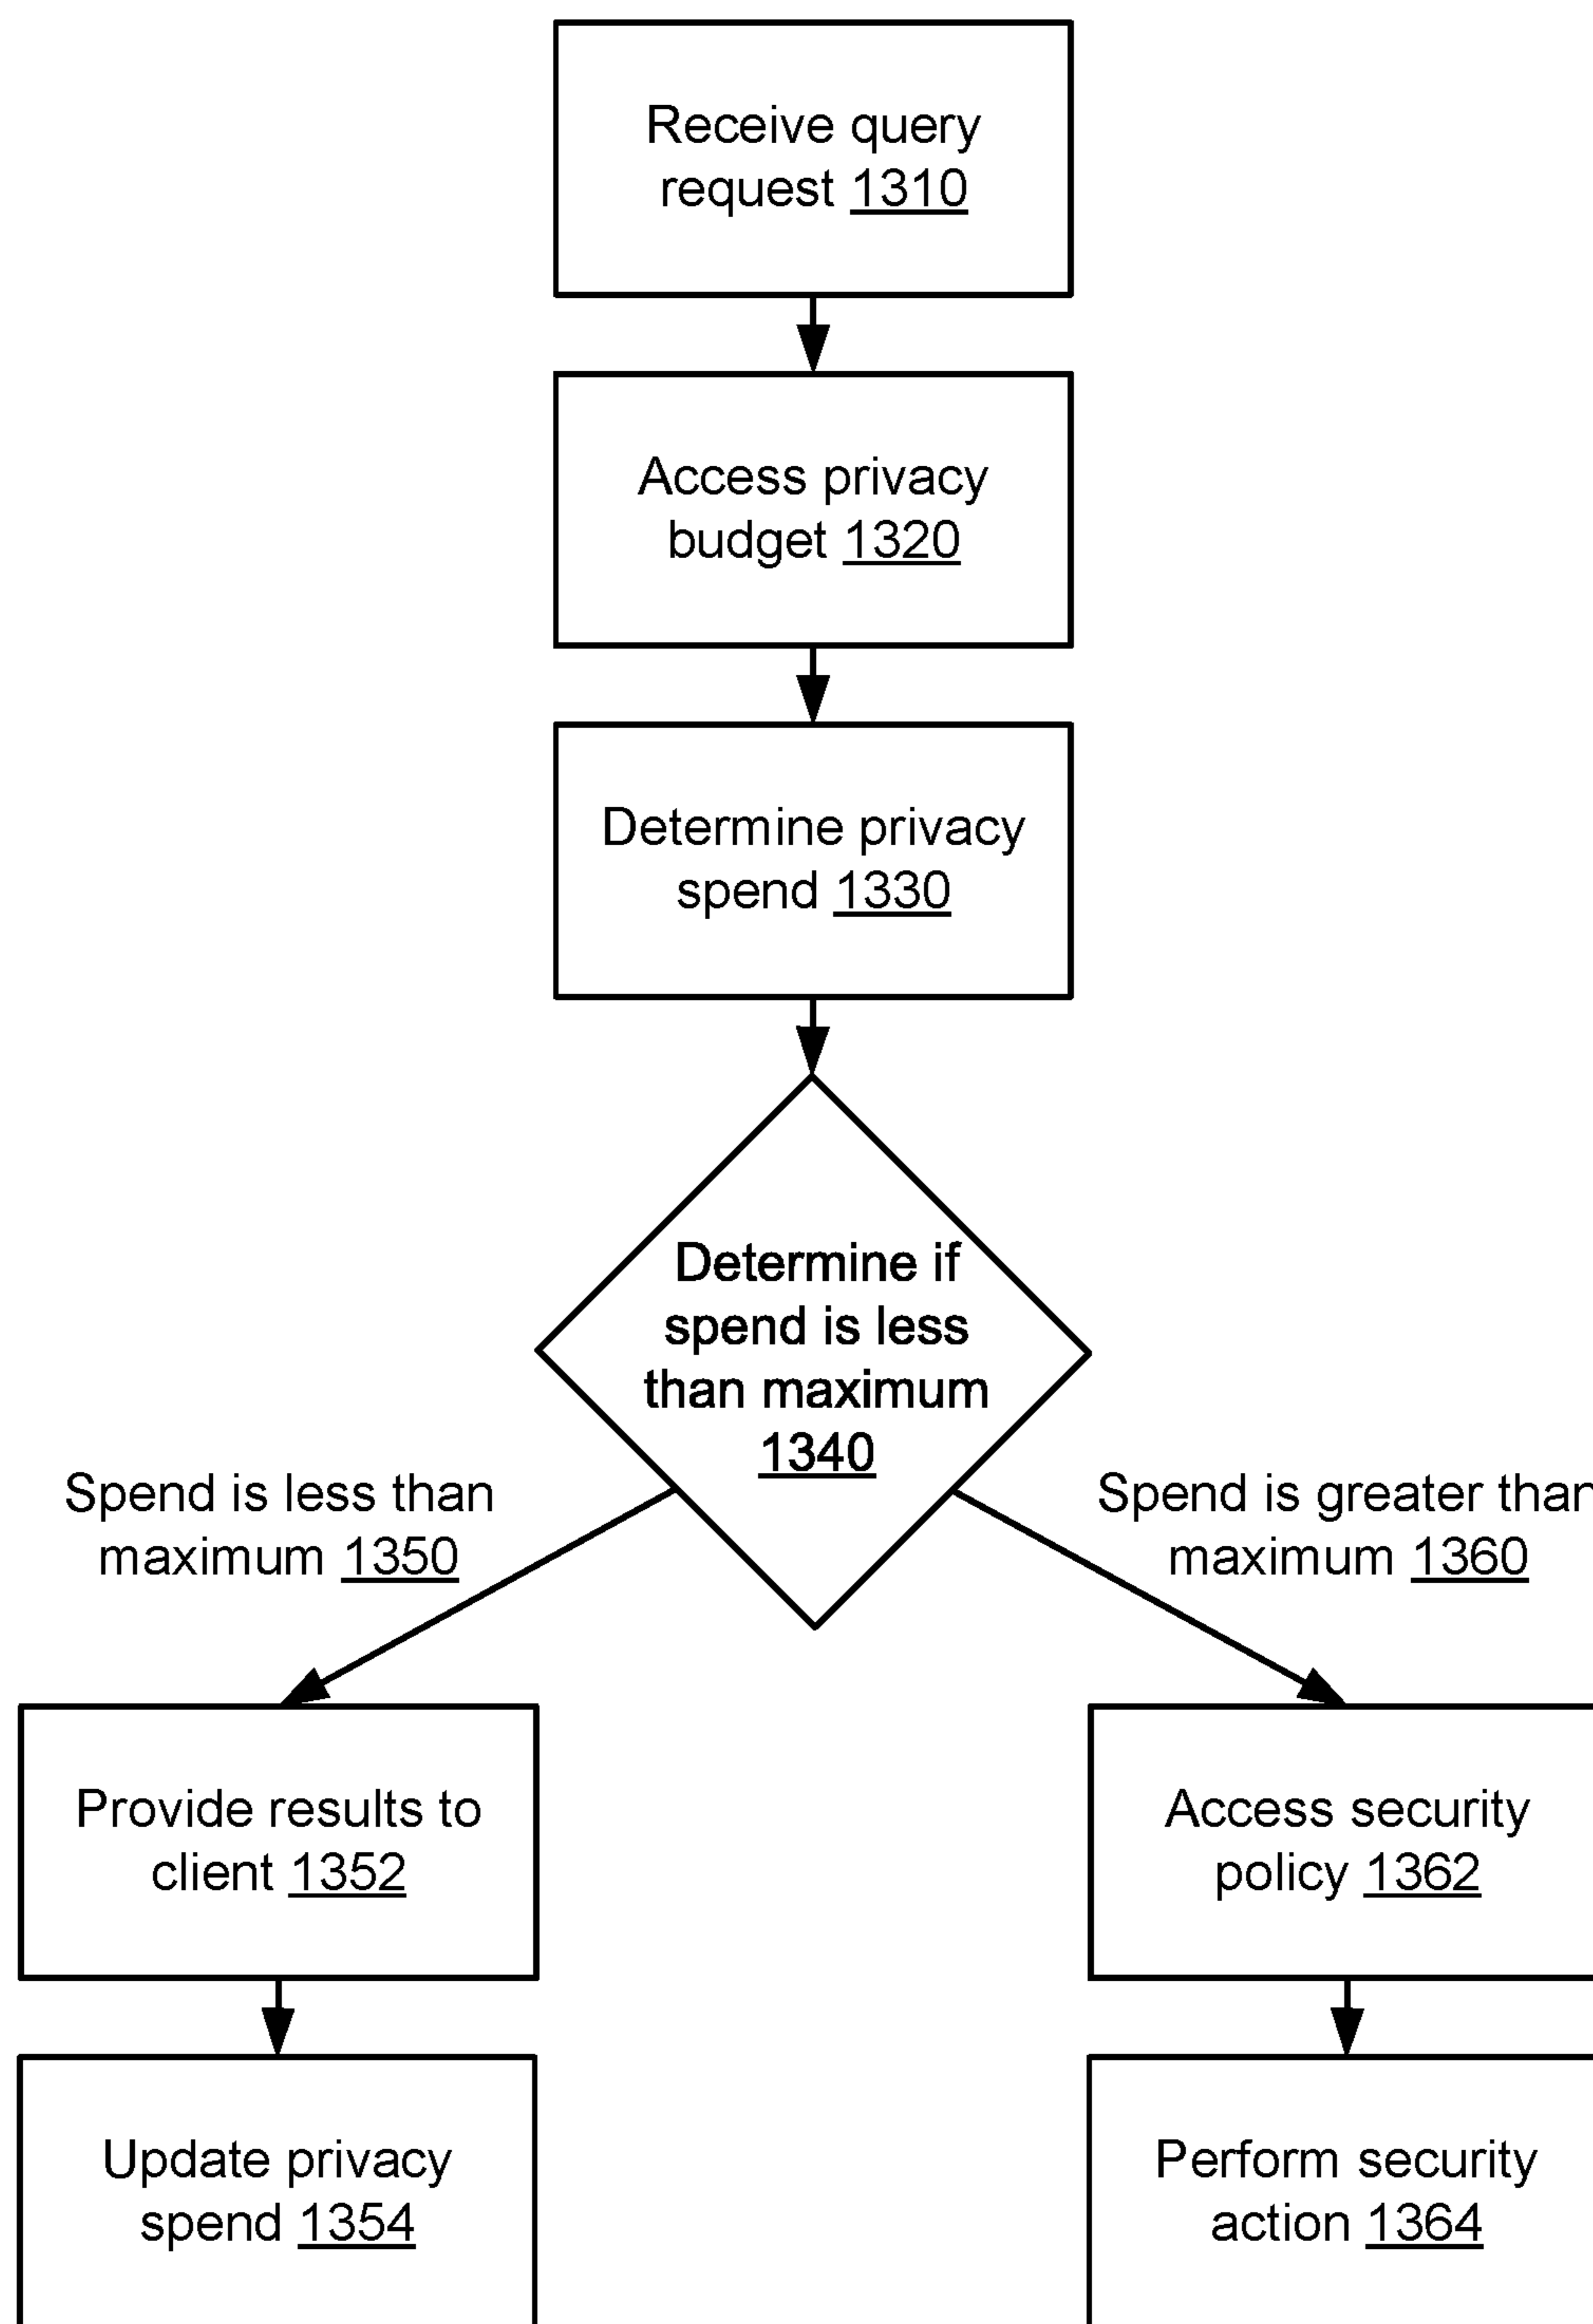 Receive query
request 1310
Access privacy
budget 1320
Determine privacy
spend 1330
Determine if
spend is less
than maximum
1340
Spend is less than
maximum 1350
Spend is greater than
maximum 1360
Provide results to
client 1352
Access security
policy 1362
Update privacy
spend 1354
Perform security
action 1364